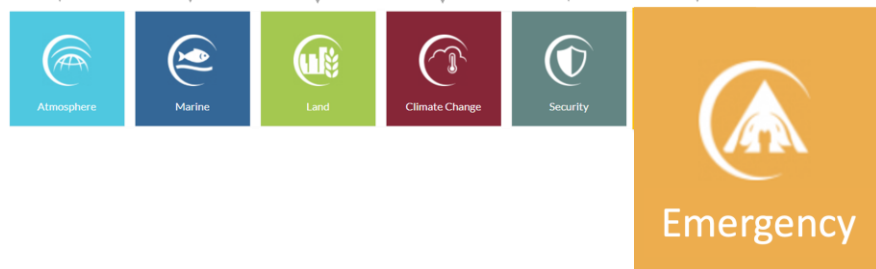 Atmosphere
Marine
Land
Climate Change
Security
Emergency